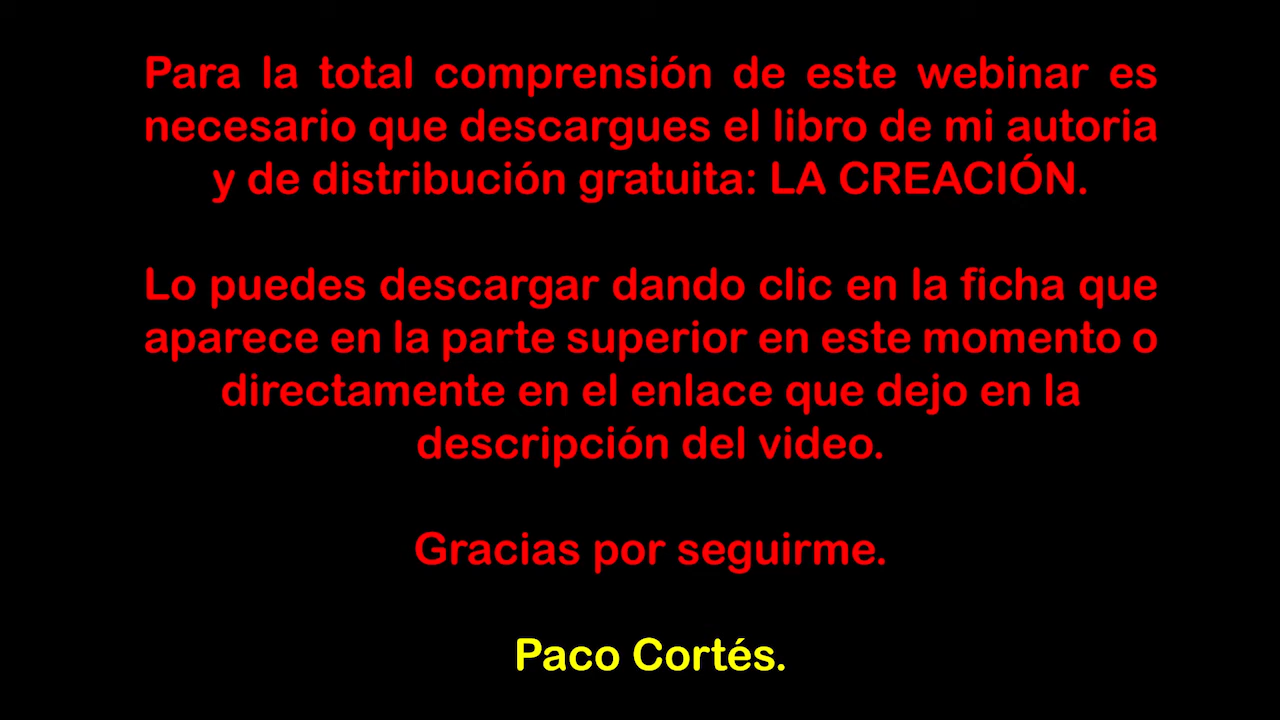 Para la total comprensión de este webinar es
necesario que descargues el libro de mi autoria
y de distribución gratuita: LA CREACIÓN.
Lo puedes descargar dando clic en la ficha que
aparece en la parte superior en este momento o
directamente en el enlace que dejo en la
descripción del video.
Gracias por seguirme.
Paco Cortés.